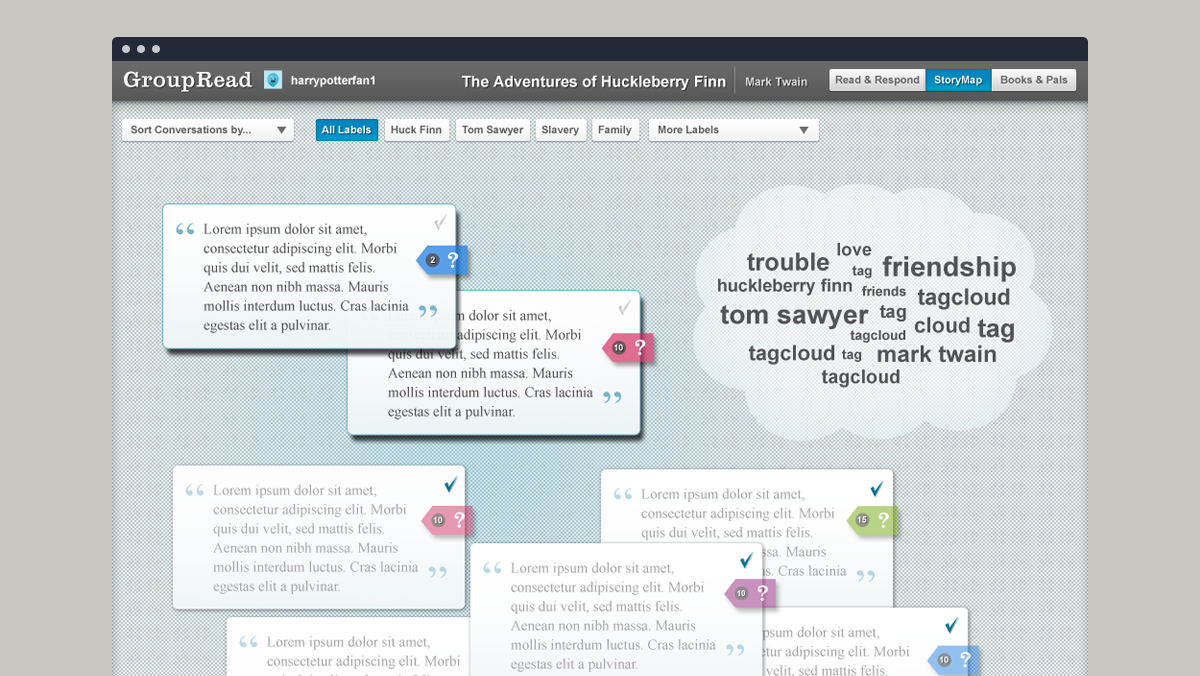 GroupRead
harrypotterfan1
The Adventures of Huckleberry Finn
Mark Twain
Read & Respond
StoryMap
Books & Pals
Sort Conversations by...
All Labels
Huck Finn
Tom Sawyer
Slavery
Family
More Labels
“ Lorem ipsum dolor sit amet,
consectetur adipiscing elit. Morbi
quis dui velit, sed mattis felis.
Aenean non nibh massa. Mauris
mollis interdum luctus. Cras lacinia ”
egestas elit a pulvinar.
2 ?
m dolor sit amet,
adipiscing elit. Morbi
quis dui velit, sed mattis felis.
Aenean non nibh massa. Mauris
mollis interdum luctus. Cras lacinia ”
egestas elit a pulvinar.
10 ?
love
trouble
tag
friendship
huckleberry finn
friends
tagcloud
tom sawyer
tag
tagcloud
cloud
tag
tagcloud
tag
mark twain
tagcloud
“ Lorem ipsum dolor sit amet,
consectetur adipiscing elit. Morbi
quis dui velit, sed mattis felis.
Aenean non nibh massa. Mauris
mollis interdum luctus. Cras lacinia ”
egestas elit a pulvinar.
10 ?
“ Lorem ipsum dolor sit amet,
consectetur adipiscing elit. Morbi
quis dui velit, sed mattis felis.
ssa. Mauris
s. Cras lacinia ”
15 ?
“ Lorem ipsum dolor sit amet,
consectetur adipiscing elit. Morbi
quis dui velit, sed mattis felis.
Aenean non nibh massa. Mauris
mollis interdum luctus. Cras lacinia ”
egestas elit a pulvinar.
10 ?
“ Lorem ipsum dolor sit amet,
consectetur adipiscing elit. Morbi
psum dolor sit amet,
etur adipiscing elit. Morbi
velit, sed mattis felis.
10 ?